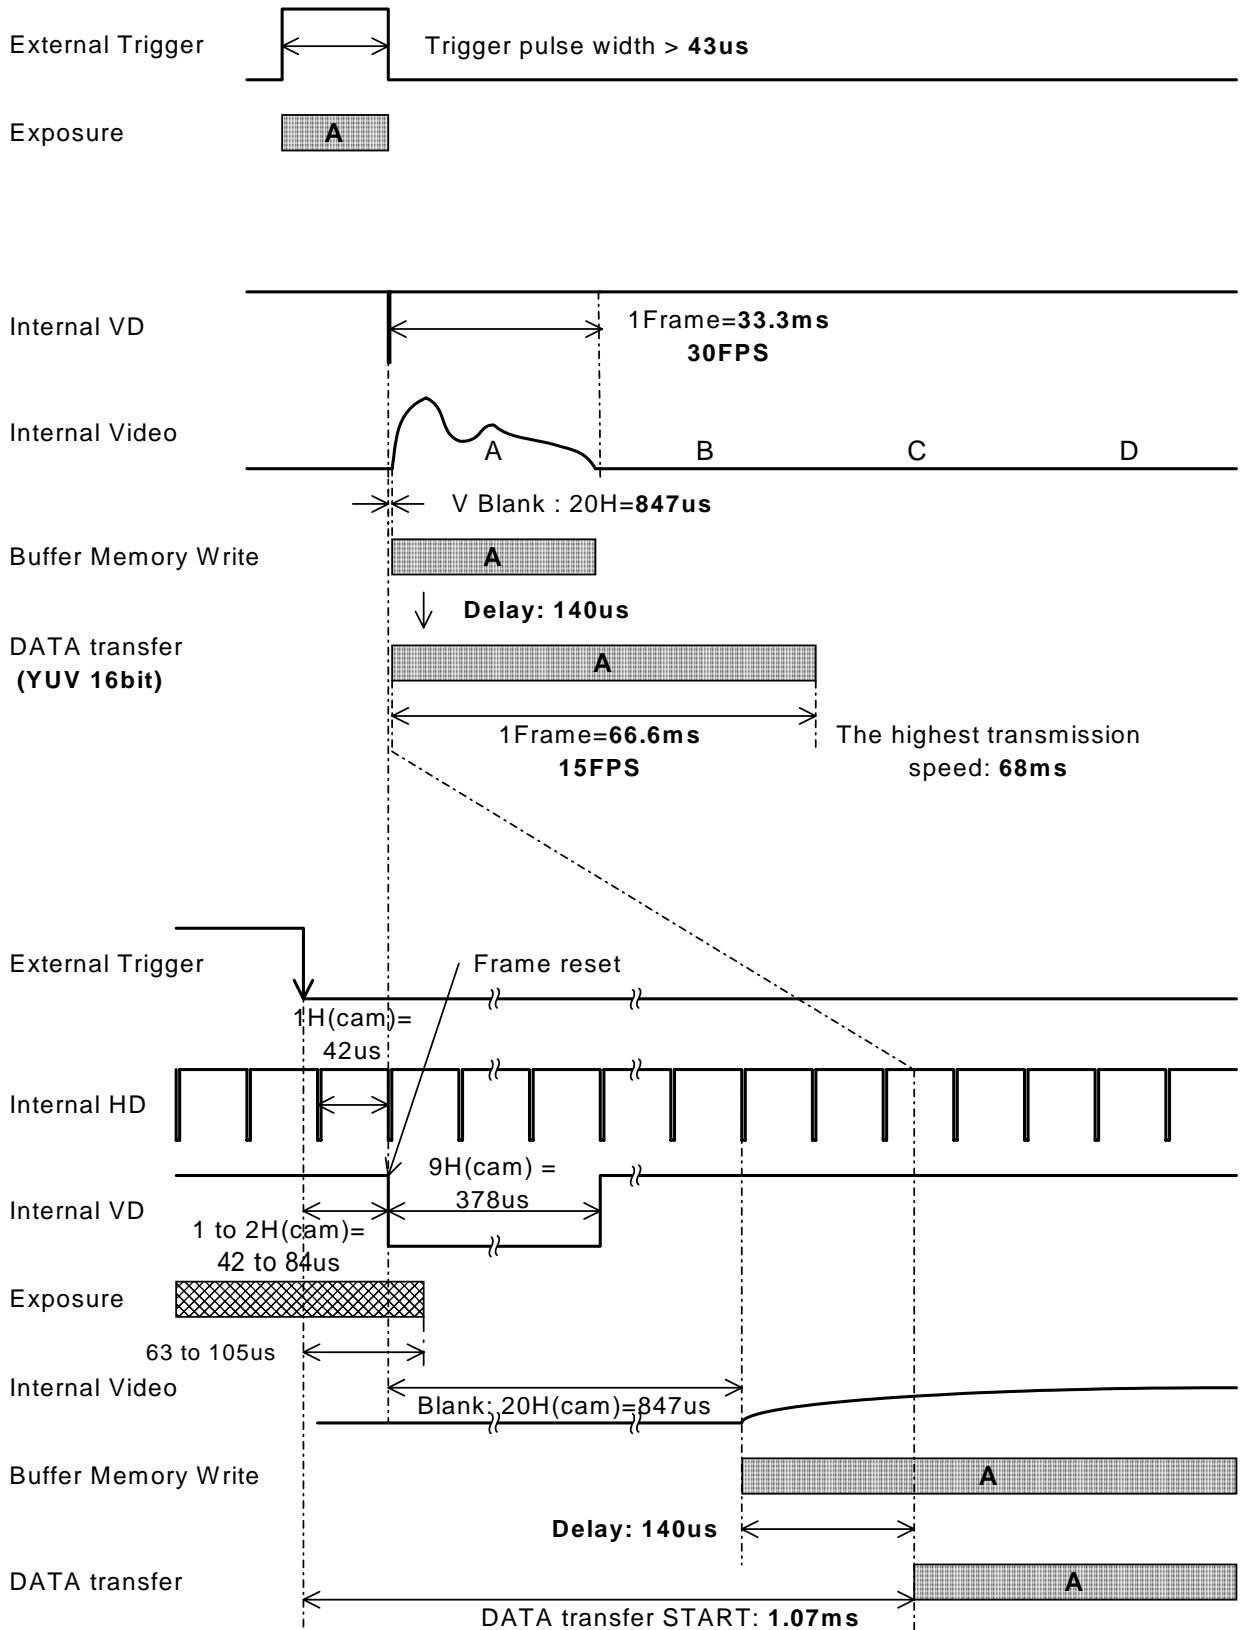 External Trigger
Trigger pulse width > 43us
Exposure
A
Internal VD
1Frame=33.3ms
30FPS
Internal Video
A
B
C
D
V Blank : 20H=847us
Buffer Memory Write
A
Delay: 140us
DATA transfer
(YUV 16bit)
A
1Frame=66.6ms
15FPS
The highest transmission
speed: 68ms
External Trigger
Frame reset
1H(cam)=
42us
Internal HD
9H(cam) =
378us
Internal VD
1 to 2H(cam)=
42 to 84us
Exposure
63 to 105us
Internal Video
Blank: 20H(cam)=847us
Buffer Memory Write
A
Delay: 140us
DATA transfer
A
DATA transfer START: 1.07ms